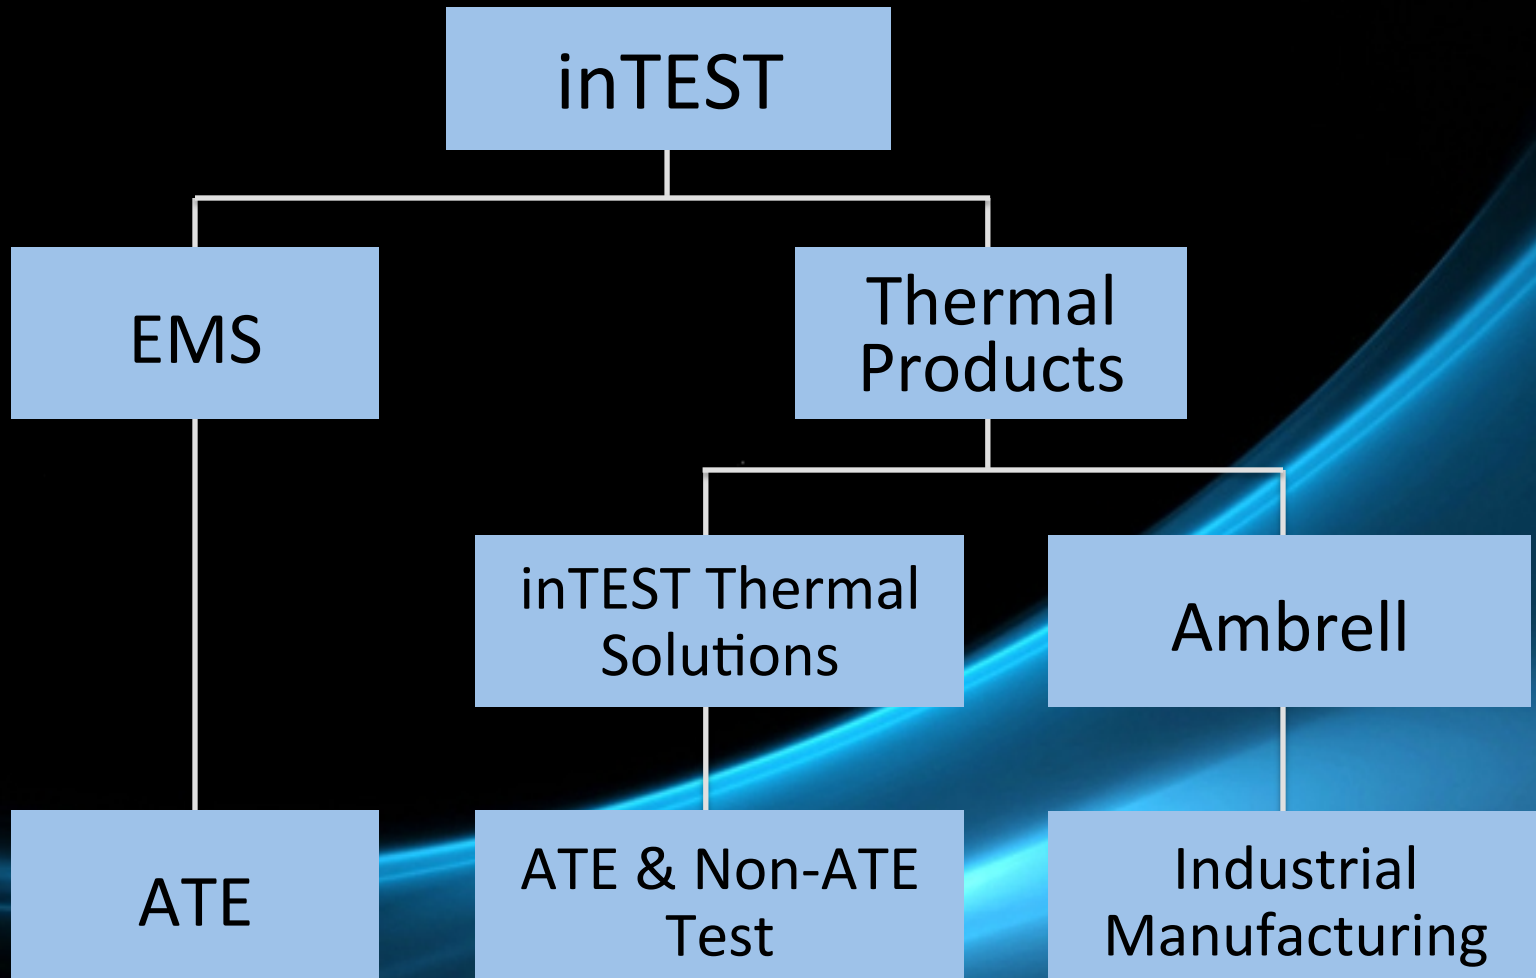 inTEST
EMS
Thermal
Products
inTEST Thermal
Solutions
Ambrell
ATE
ATE & Non-ATE
Test
Industrial
Manufacturing